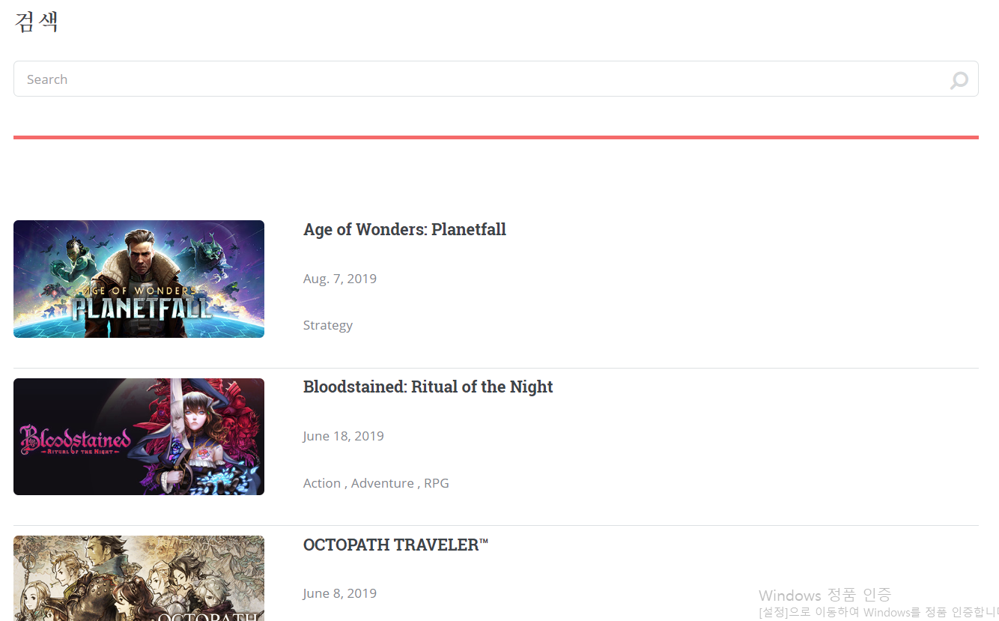 검색
Search
Age of Wonders: Planetfall
Aug. 7, 2019
AGE OF WONDERS
PLANETFALL
Strategy
Bloodstained: Ritual of the Night
June 18, 2019
Bloodstained
RITUAL OF THE NIGHT
Action , Adventure , RPG
OCTOPATH TRAVELER™
June 8, 2019
OCTOPATH
Windows 정품 인증
[설정]으로 이동하여 Windows를 정품 인증합니